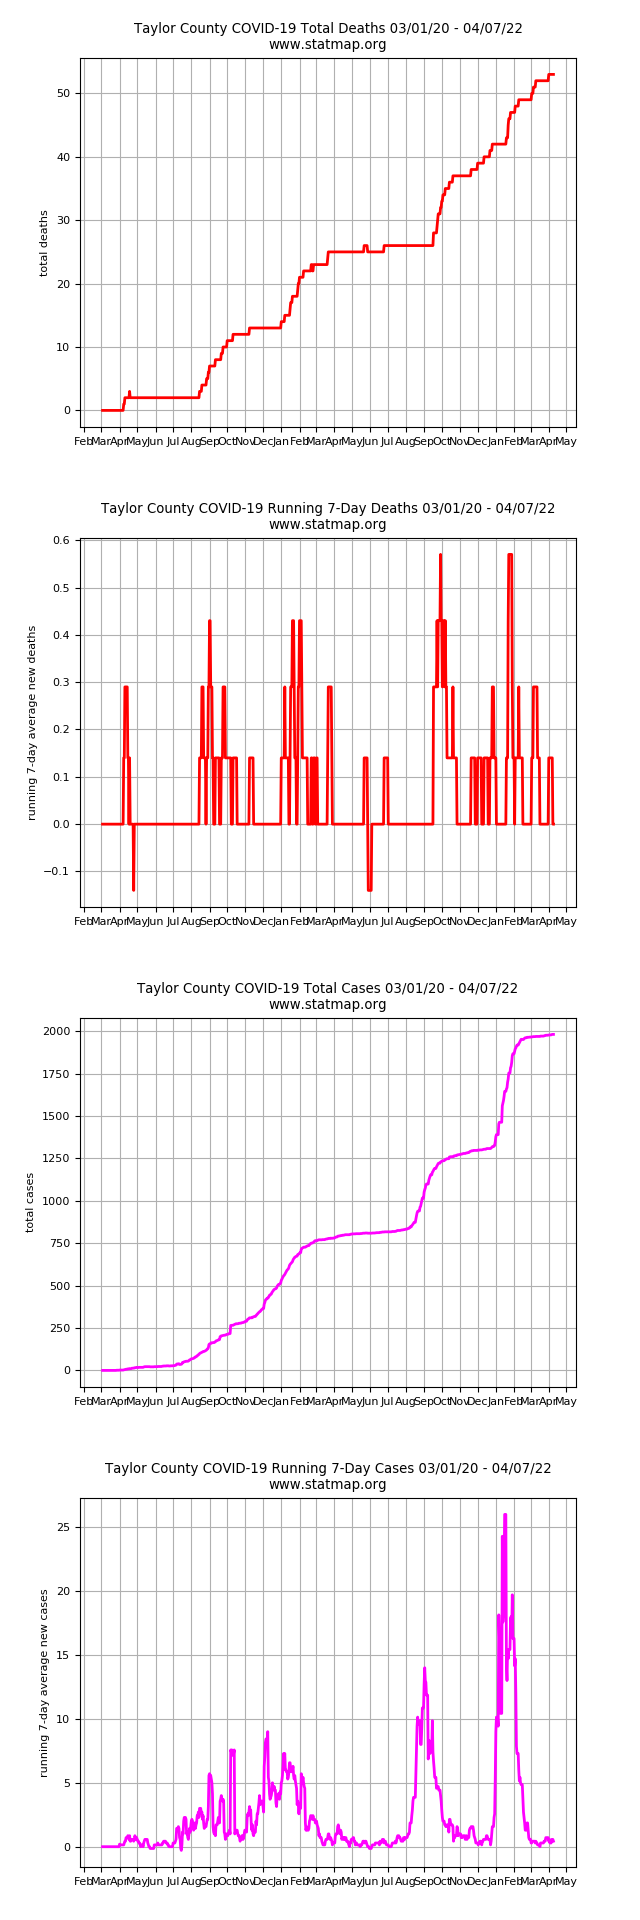 Taylor County COVID-19 Total Deaths 03/01/20 - 04/07/22
www.statmap.org
50
40
30
20
10
0
total deaths
Feb Mar Apr May Jun Jul Aug Sep Oct Nov Dec Jan Feb Mar Apr May Jun Jul Aug Sep Oct Nov Dec Jan Feb Mar Apr May
Taylor County COVID-19 Running 7-Day Deaths 03/01/20 - 04/07/22
www.statmap.org
0.6
0.5
0.4
0.3
0.2
0.1
0.0
−0.1
running 7-day average new deaths
Feb Mar Apr May Jun Jul Aug Sep Oct Nov Dec Jan Feb Mar Apr May Jun Jul Aug Sep Oct Nov Dec Jan Feb Mar Apr May
Taylor County COVID-19 Total Cases 03/01/20 - 04/07/22
www.statmap.org
2000
1750
1500
1250
1000
750
500
250
0
total cases
Feb Mar Apr May Jun Jul Aug Sep Oct Nov Dec Jan Feb Mar Apr May Jun Jul Aug Sep Oct Nov Dec Jan Feb Mar Apr May
Taylor County COVID-19 Running 7-Day Cases 03/01/20 - 04/07/22
www.statmap.org
25
20
15
10
5
0
running 7-day average new cases
Feb Mar Apr May Jun Jul Aug Sep Oct Nov Dec Jan Feb Mar Apr May Jun Jul Aug Sep Oct Nov Dec Jan Feb Mar Apr May